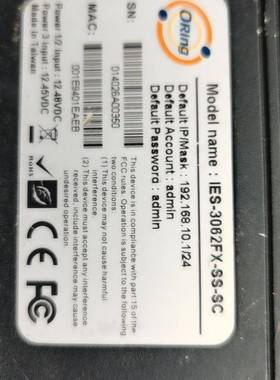 ORing
Model name : IES-3062FX-SS-SC
Default IP/Mask : 192.168.10.1/24
Default Account : admin
Default Password : admin
This device is in compliance with part 15 of the
FCC rules. Operation is subject to the following
two conditions :
(1) This device may not cause harmful
interference.
(2) This device must accept any interference
received, include interference may cause
undesired operation.
SN:
014026A00350
MAC:
001E9401EAEB
Power 1/2 Input : 12-48VDC
Power 3 Input : 12-45VDC
Made in Taiwan
RoHS
FC CE